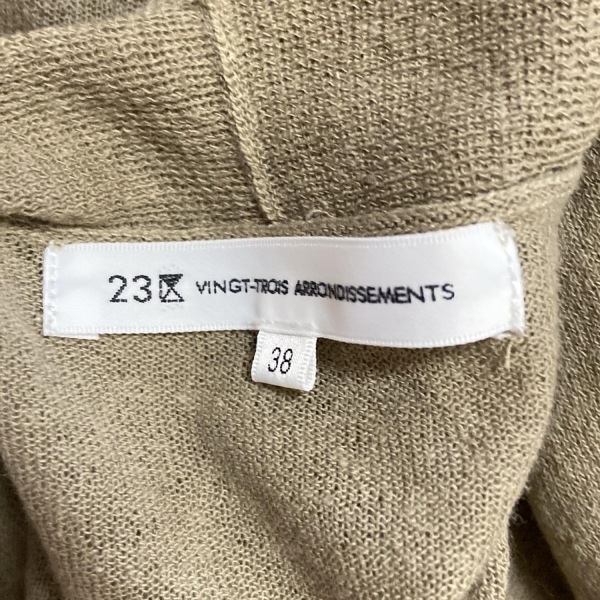 23区 VINGT-TROIS ARRONDISSEMENTS
38